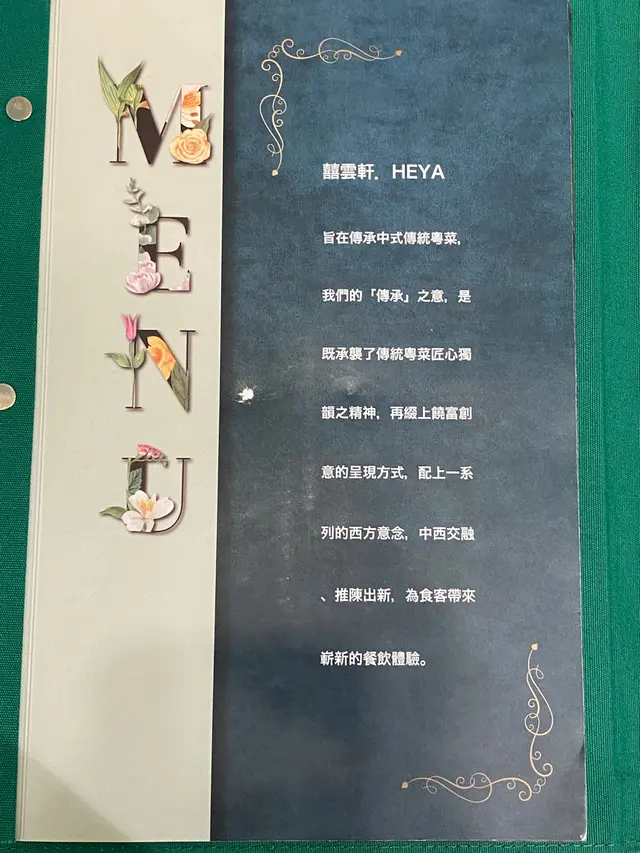 MENU
囍雲軒．HEYA
旨在傳承中式傳統粵菜，
我們的「傳承」之意，是
既承襲了傳統粵菜匠心獨
韻之精神，再綴上饒富創
意的呈現方式，配上一系
列的西方意念，中西交融
、推陳出新，為食客帶來
嶄新的餐飲體驗。